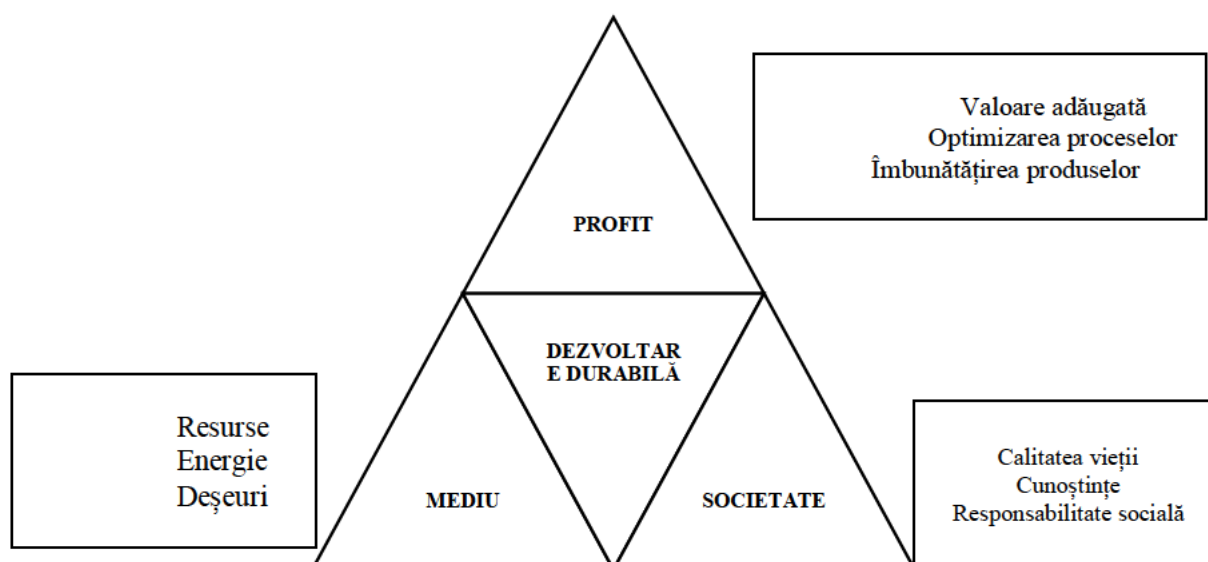 Valoare adăugată
Optimizarea proceselor
Îmbunătățirea produselor
PROFIT
DEZVOLTAR
E DURABILĂ
Resurse
Energie
Deșeuri
MEDIU
SOCIETATE
Calitatea vieții
Cunoștințe
Responsabilitate socială